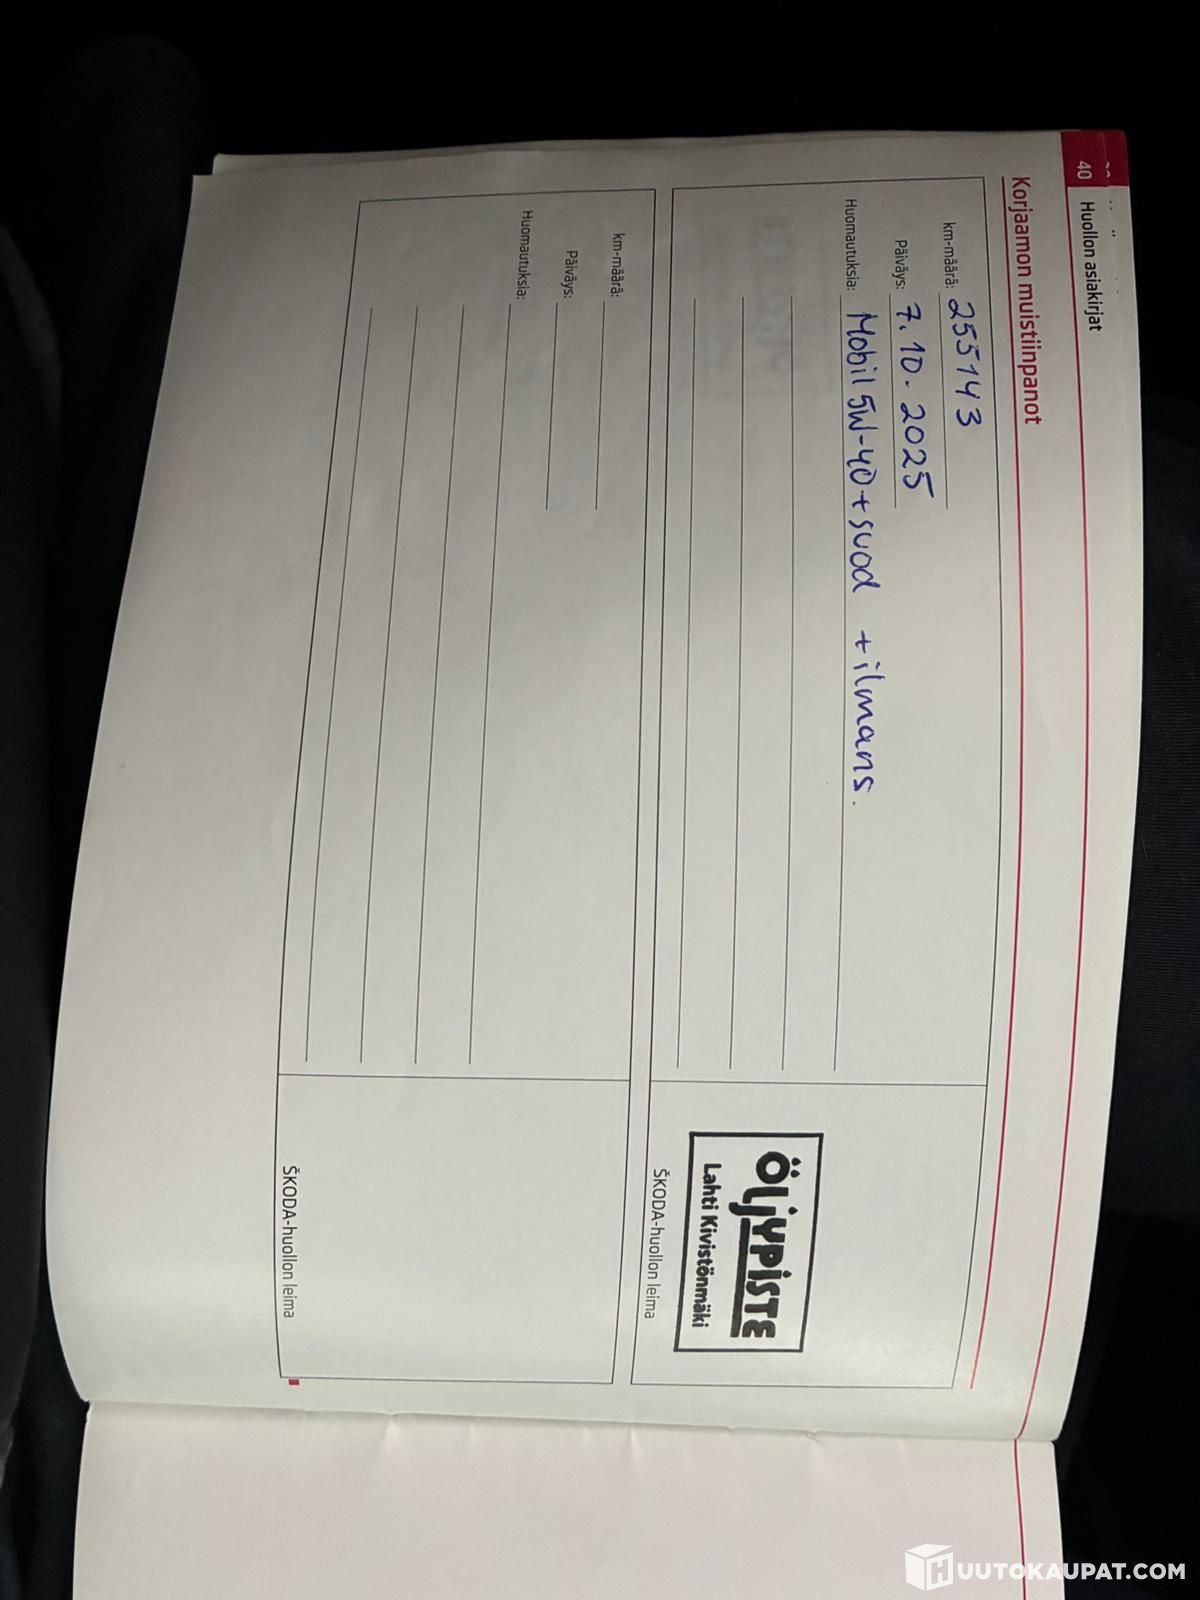 40
Huollon asiakirjat
Korjaamon muistiinpanot
km-määrä: 255143
Päiväys: 7.10.2025
Huomautuksia: Mobil 5W-40 + suod + ilmans.
ÖLJYPISTE
Lahti Kivistönmäki
ŠKODA-huollon leima
km-määrä:
Päiväys:
Huomautuksia:
ŠKODA-huollon leima
HUUTOKAUPAT.COM